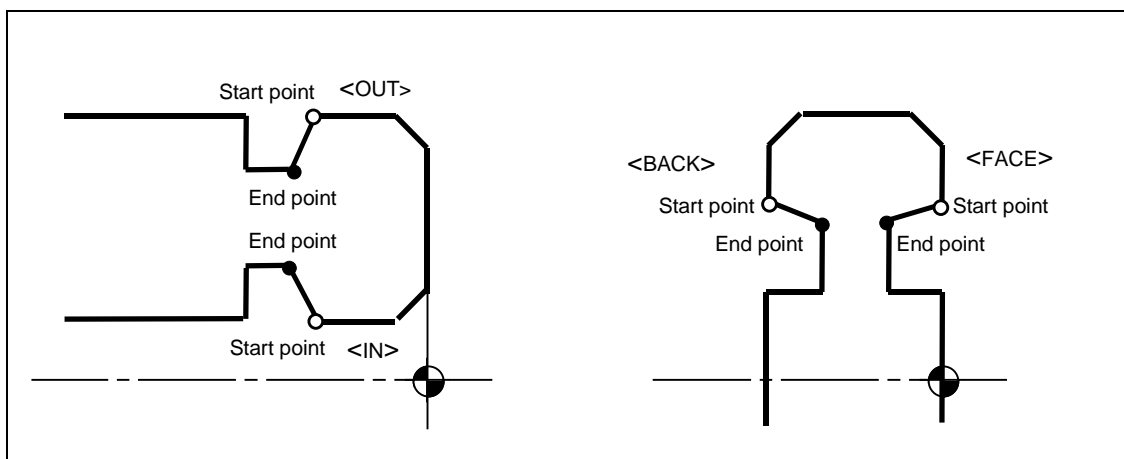 Start point <OUT>
End point
End point
Start point <IN>
<BACK> <FACE>
Start point Start point
End point End point